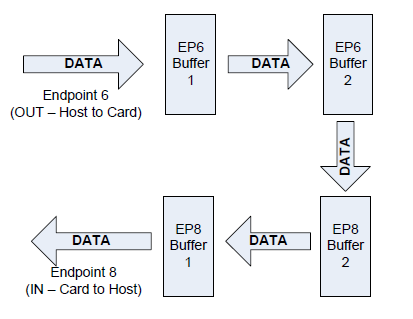 DATA
Endpoint 6
(OUT – Host to Card)
EP6
Buffer
1
DATA
EP6
Buffer
2
DATA
EP8
Buffer
2
DATA
EP8
Buffer
1
DATA
Endpoint 8
(IN – Card to Host)